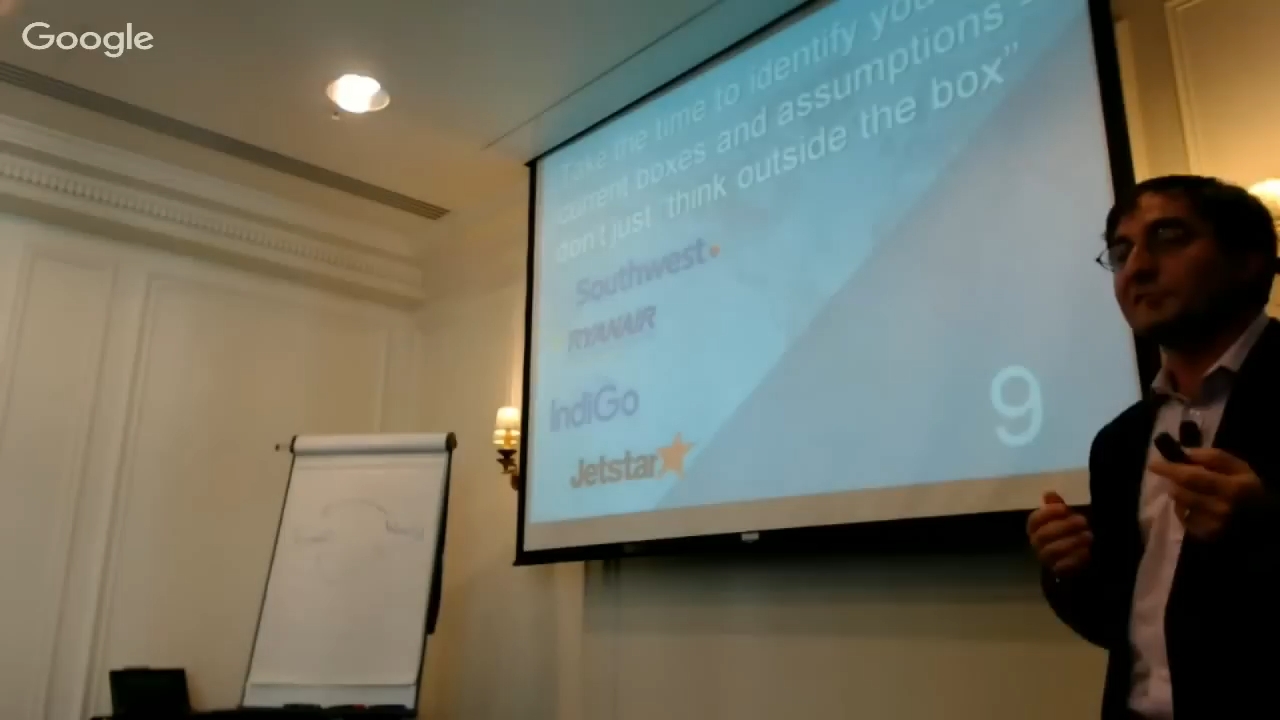 Google
Take the time to identify you
current boxes and assumptions -
don't just think outside the box”
Southwest
RYANAIR
IndiGo
Jetstar
9